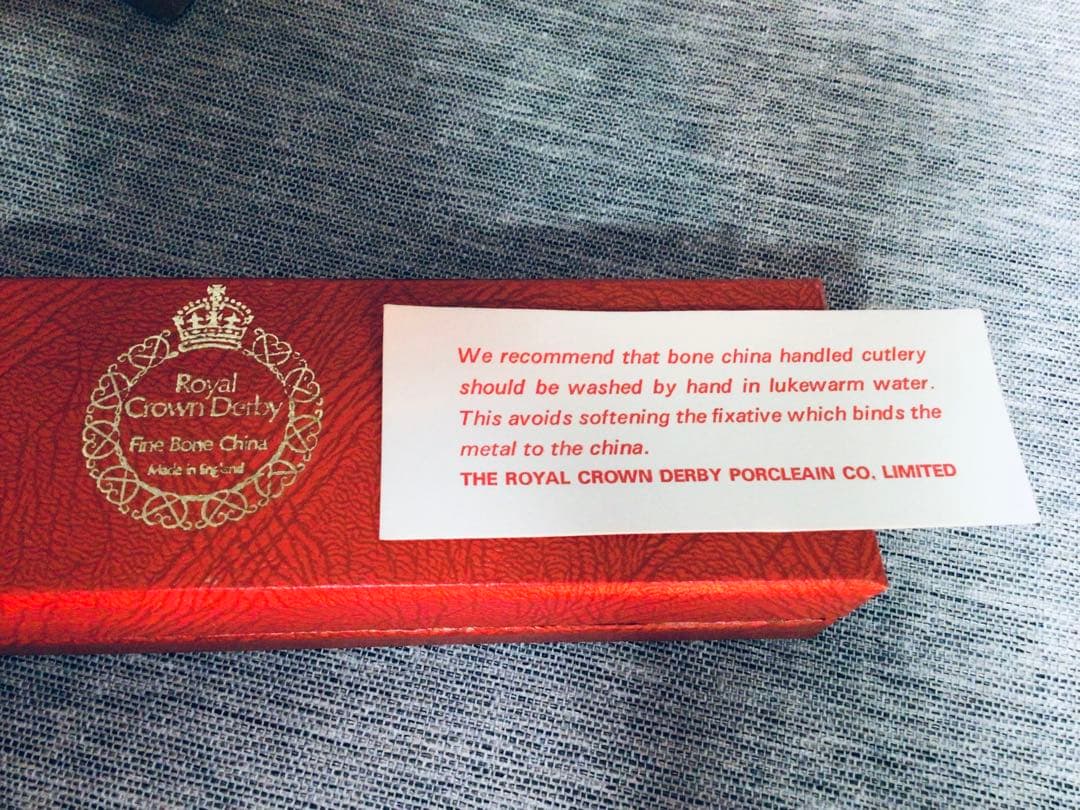 Royal
Crown Derby
Fine Bone China
Made in England
We recommend that bone china handled cutlery
should be washed by hand in lukewarm water.
This avoids softening the fixative which binds the
metal to the china.
THE ROYAL CROWN DERBY PORCLEAIN CO. LIMITED